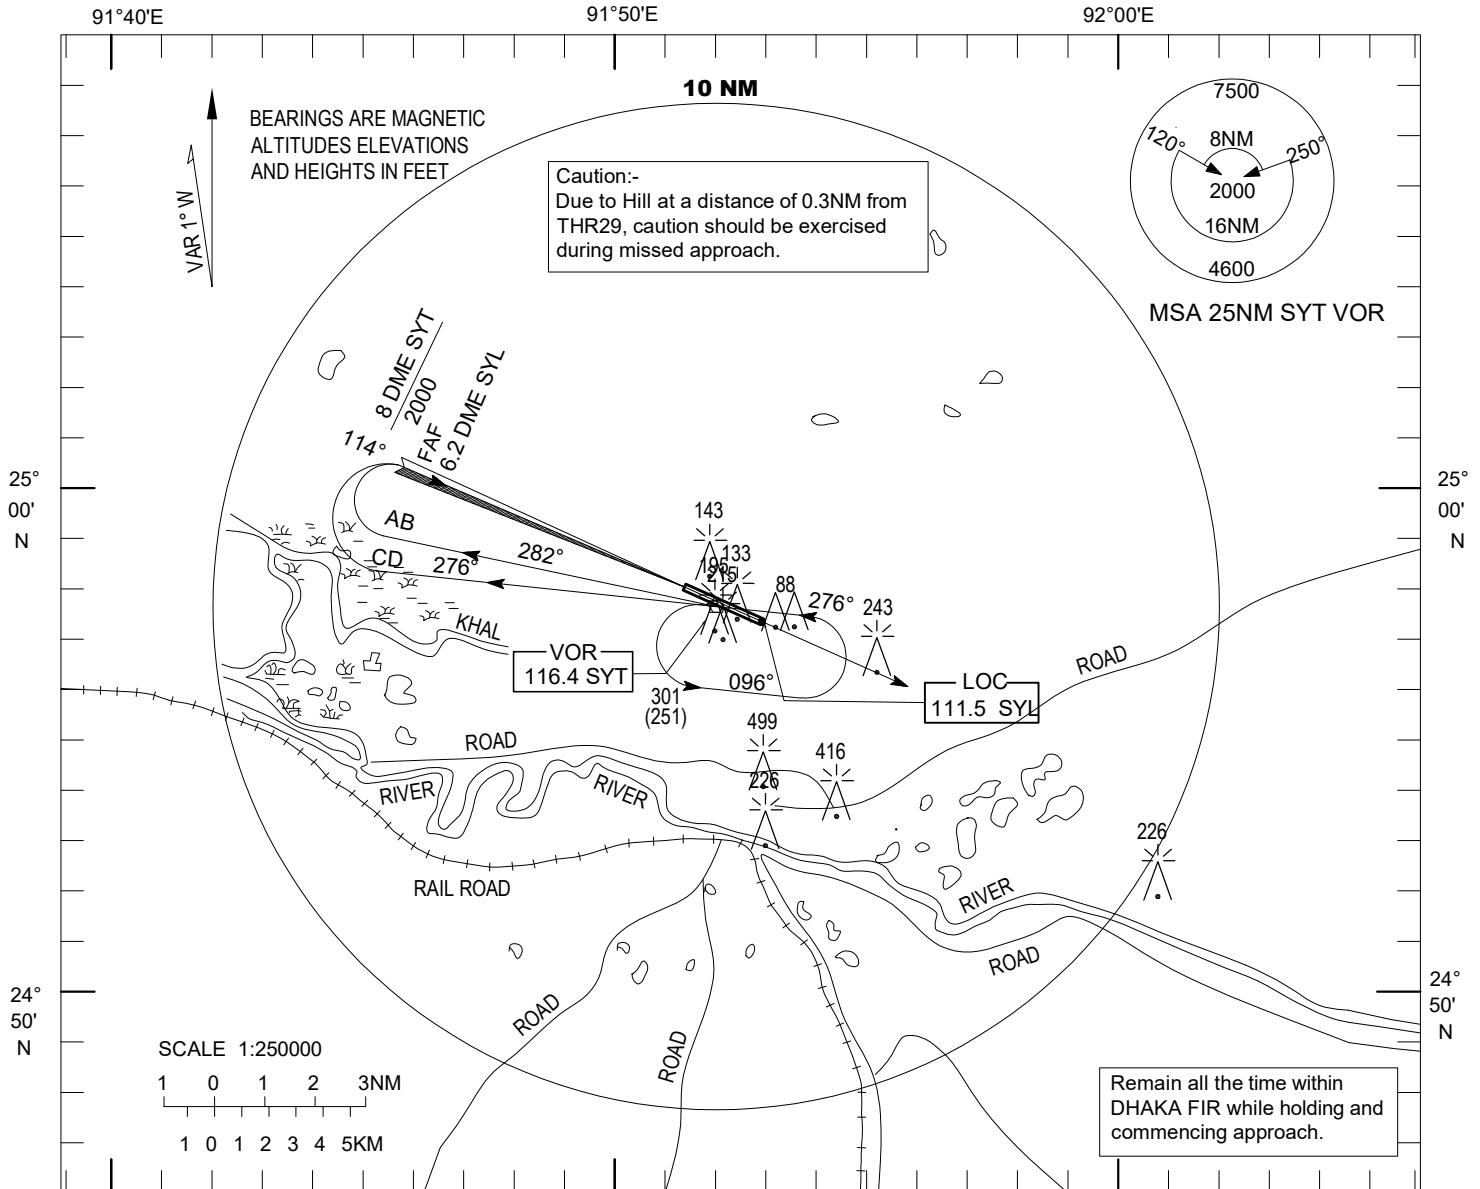 91°40'E
91°50'E
92°00'E
10 NM
BEARINGS ARE MAGNETIC
ALTITUDES ELEVATIONS
AND HEIGHTS IN FEET
VAR 1° W
Caution:-
Due to Hill at a distance of 0.3NM from
THR29, caution should be exercised
during missed approach.
7500
120°
8NM
250°
2000
16NM
4600
MSA 25NM SYT VOR
8 DME SYT
2000
FAF
6.2 DME SYL
114°
25°
00'
N
25°
00'
N
AB
CD
282°
276°
143
133
195
215
88
276°
243
KHAL
VOR
116.4 SYT
096°
301
(251)
LOC
111.5 SYL
ROAD
499
416
226
ROAD
RIVER
RIVER
RAIL ROAD
226
RIVER
ROAD
ROAD
ROAD
24°
50'
N
24°
50'
N
SCALE 1:250000
1 0 1 2 3NM
1 0 1 2 3 4 5KM
Remain all the time within
DHAKA FIR while holding and
commencing approach.